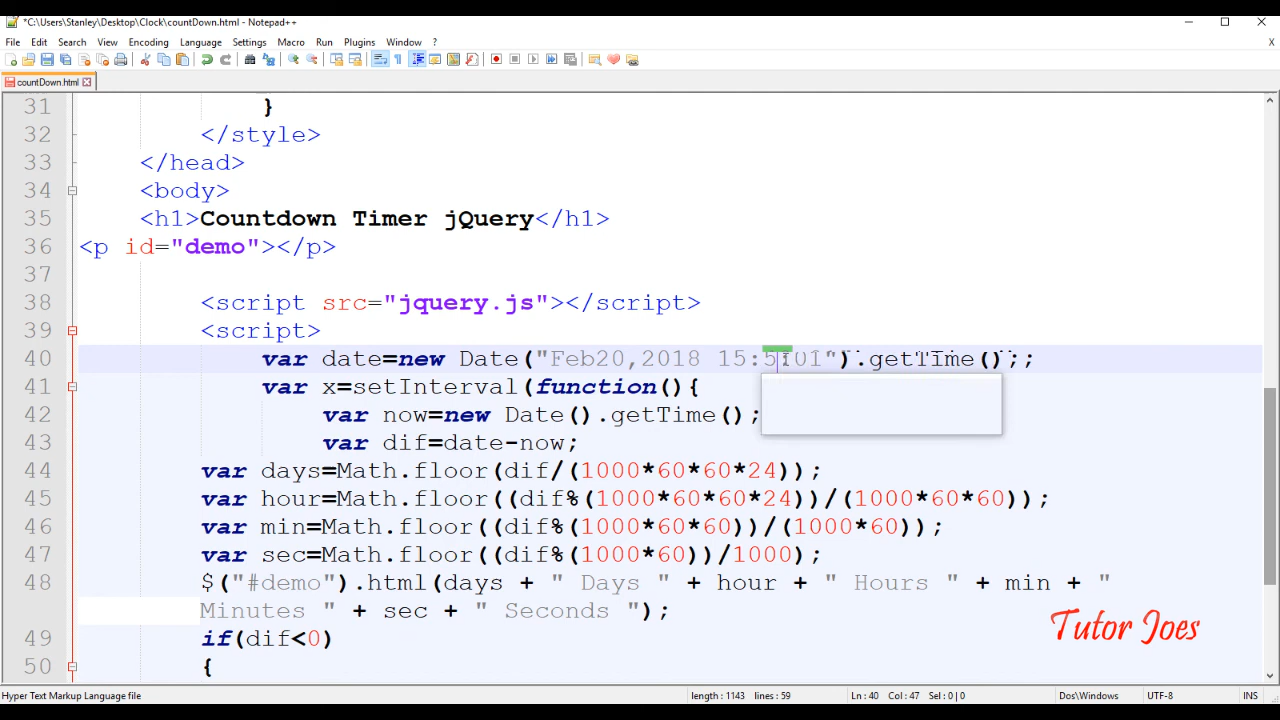 *C:\Users\Stanley\Desktop\Clock\countDown.html - Notepad++
File Edit Search View Encoding Language Settings Macro Run Plugins Window ?
X
countDown.html
31 }
32 </style>
33 </head>
34 <body>
35 <h1>Countdown Timer jQuery</h1>
36 <p id="demo"></p>
37
38 <script src="jquery.js"></script>
39 <script>
40 var date=new Date("Feb20,2018 15:5:01").getTime();;
41 var x=setInterval(function(){
42 var now=new Date().getTime();
43 var dif=date-now;
44 var days=Math.floor(dif/(1000*60*60*24));
45 var hour=Math.floor((dif%(1000*60*60*24))/(1000*60*60));
46 var min=Math.floor((dif%(1000*60*60))/(1000*60));
47 var sec=Math.floor((dif%(1000*60))/1000);
48 $("#demo").html(days + " Days " + hour + " Hours " + min + "
Minutes " + sec + " Seconds ");
49 if(dif<0)
50 {
Tutor Joes
Hyper Text Markup Language file length : 1143 lines : 59 Ln : 40 Col : 47 Sel : 0 | 0 Dos\Windows UTF-8 INS